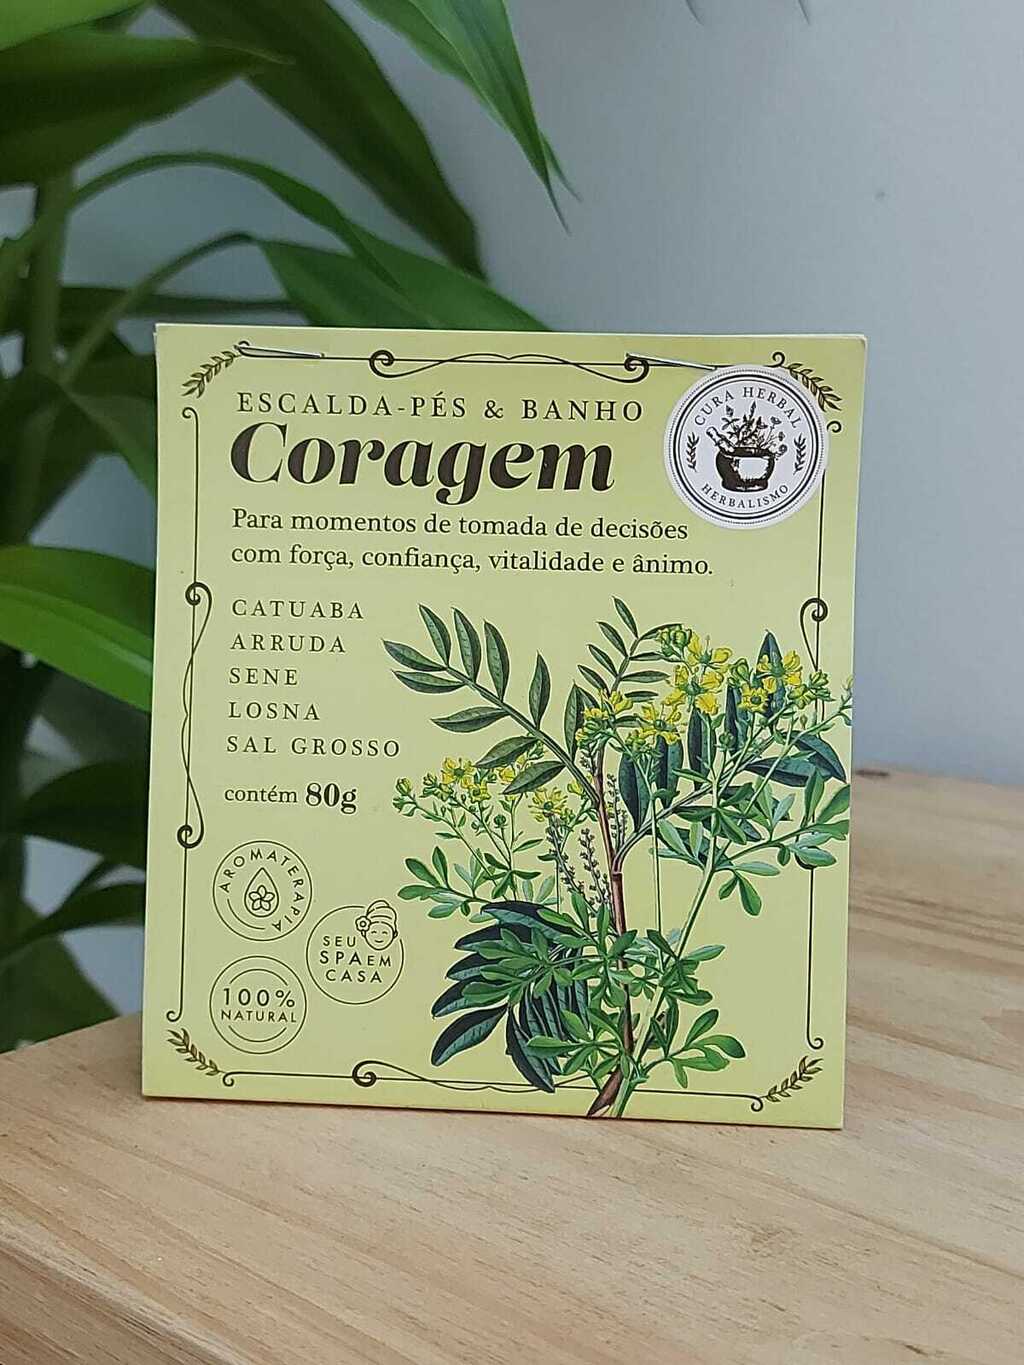 ESCALDA-PÉS & BANHO
Coragem
CURA HERBAL
HERBALISMO
Para momentos de tomada de decisões
com força, confiança, vitalidade e ânimo.
CATUABA
ARRUDA
SENE
LOSNA
SAL GROSSO
contém 80g
AROMATERAPIA
SEU
SPA EM
CASA
100%
NATURAL